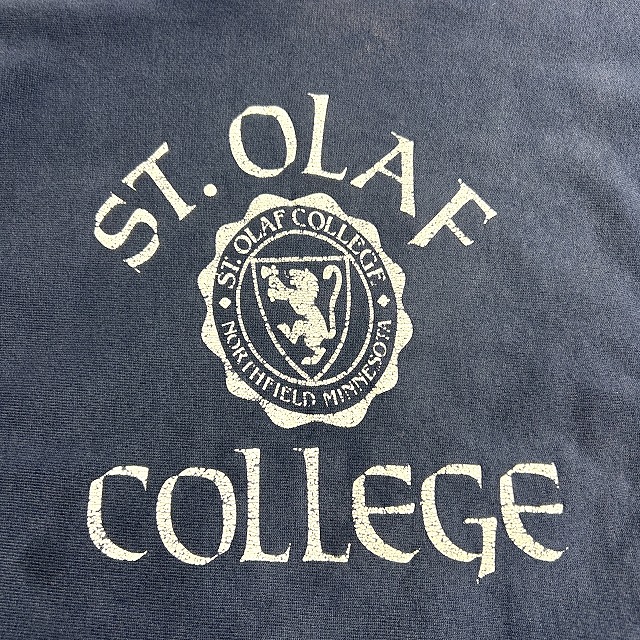 ST. OLAF
ST. OLAF COLLEGE
NORTHFIELD MINNESOTA
COLLEGE